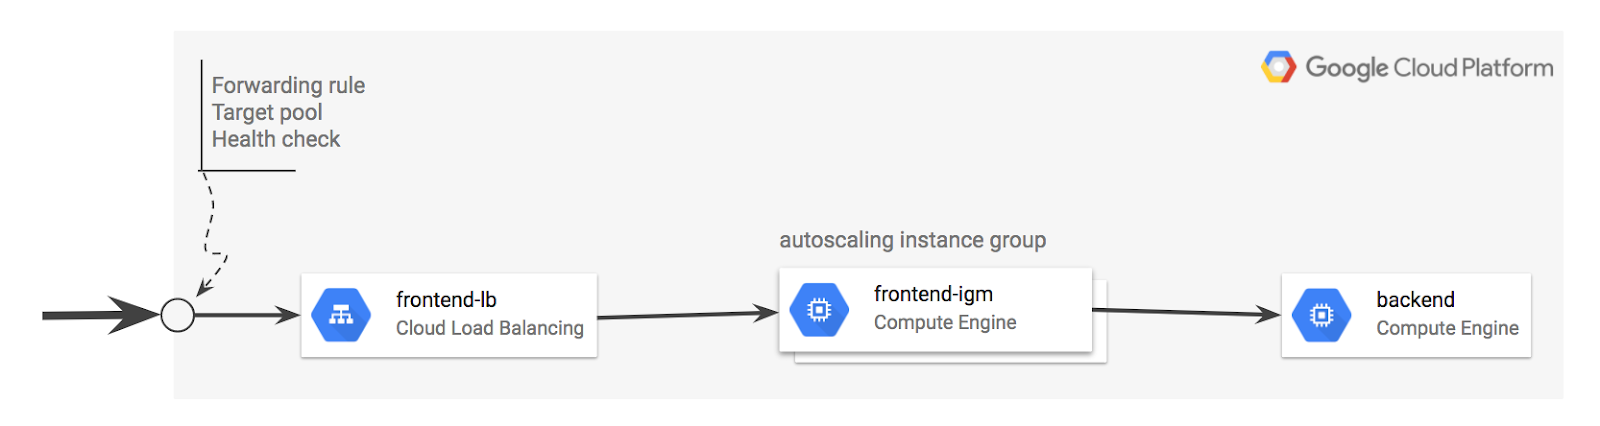 Google Cloud Platform
Forwarding rule
Target pool
Health check
autoscaling instance group
frontend-lb
Cloud Load Balancing
frontend-igm
Compute Engine
backend
Compute Engine